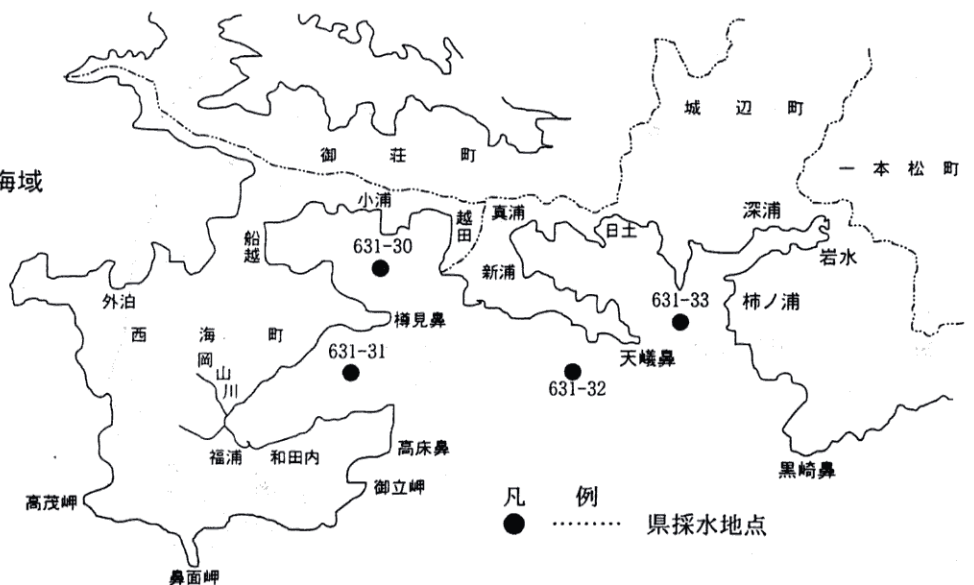 城辺町
一本松町
御荘町
海域
小浦
越田
真浦
日土
深浦
岩水
船越
631-30
新浦
631-33
柿ノ浦
外泊
樽見鼻
西海町
631-31
天嶬鼻
岡山川
631-32
福浦
和田内
高床鼻
黒崎鼻
御立岬
高茂岬
凡例
●………県採水地点
鼻面岬